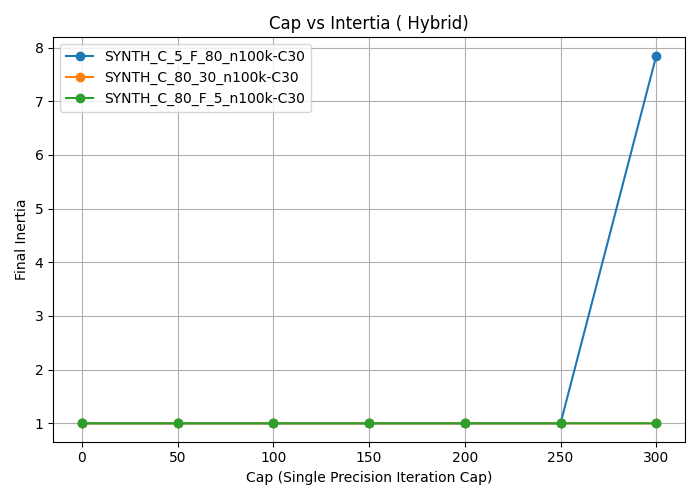 Cap vs Intertia ( Hybrid)
SYNTH_C_5_F_80_n100k-C30
SYNTH_C_80_30_n100k-C30
SYNTH_C_80_F_5_n100k-C30
8
7
6
5
4
3
2
1
Final Inertia
0 50 100 150 200 250 300
Cap (Single Precision Iteration Cap)